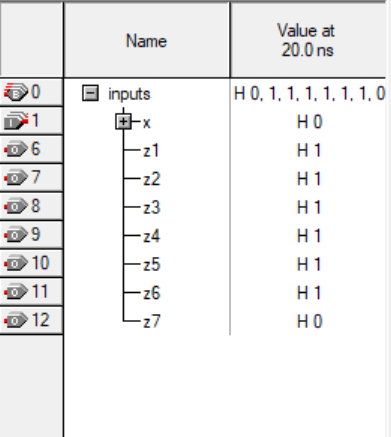 Name Value at
20.0 ns
0 inputs H 0, 1, 1, 1, 1, 1, 1, 0
1 x H 0
6 z1 H 1
7 z2 H 1
8 z3 H 1
9 z4 H 1
10 z5 H 1
11 z6 H 1
12 z7 H 0